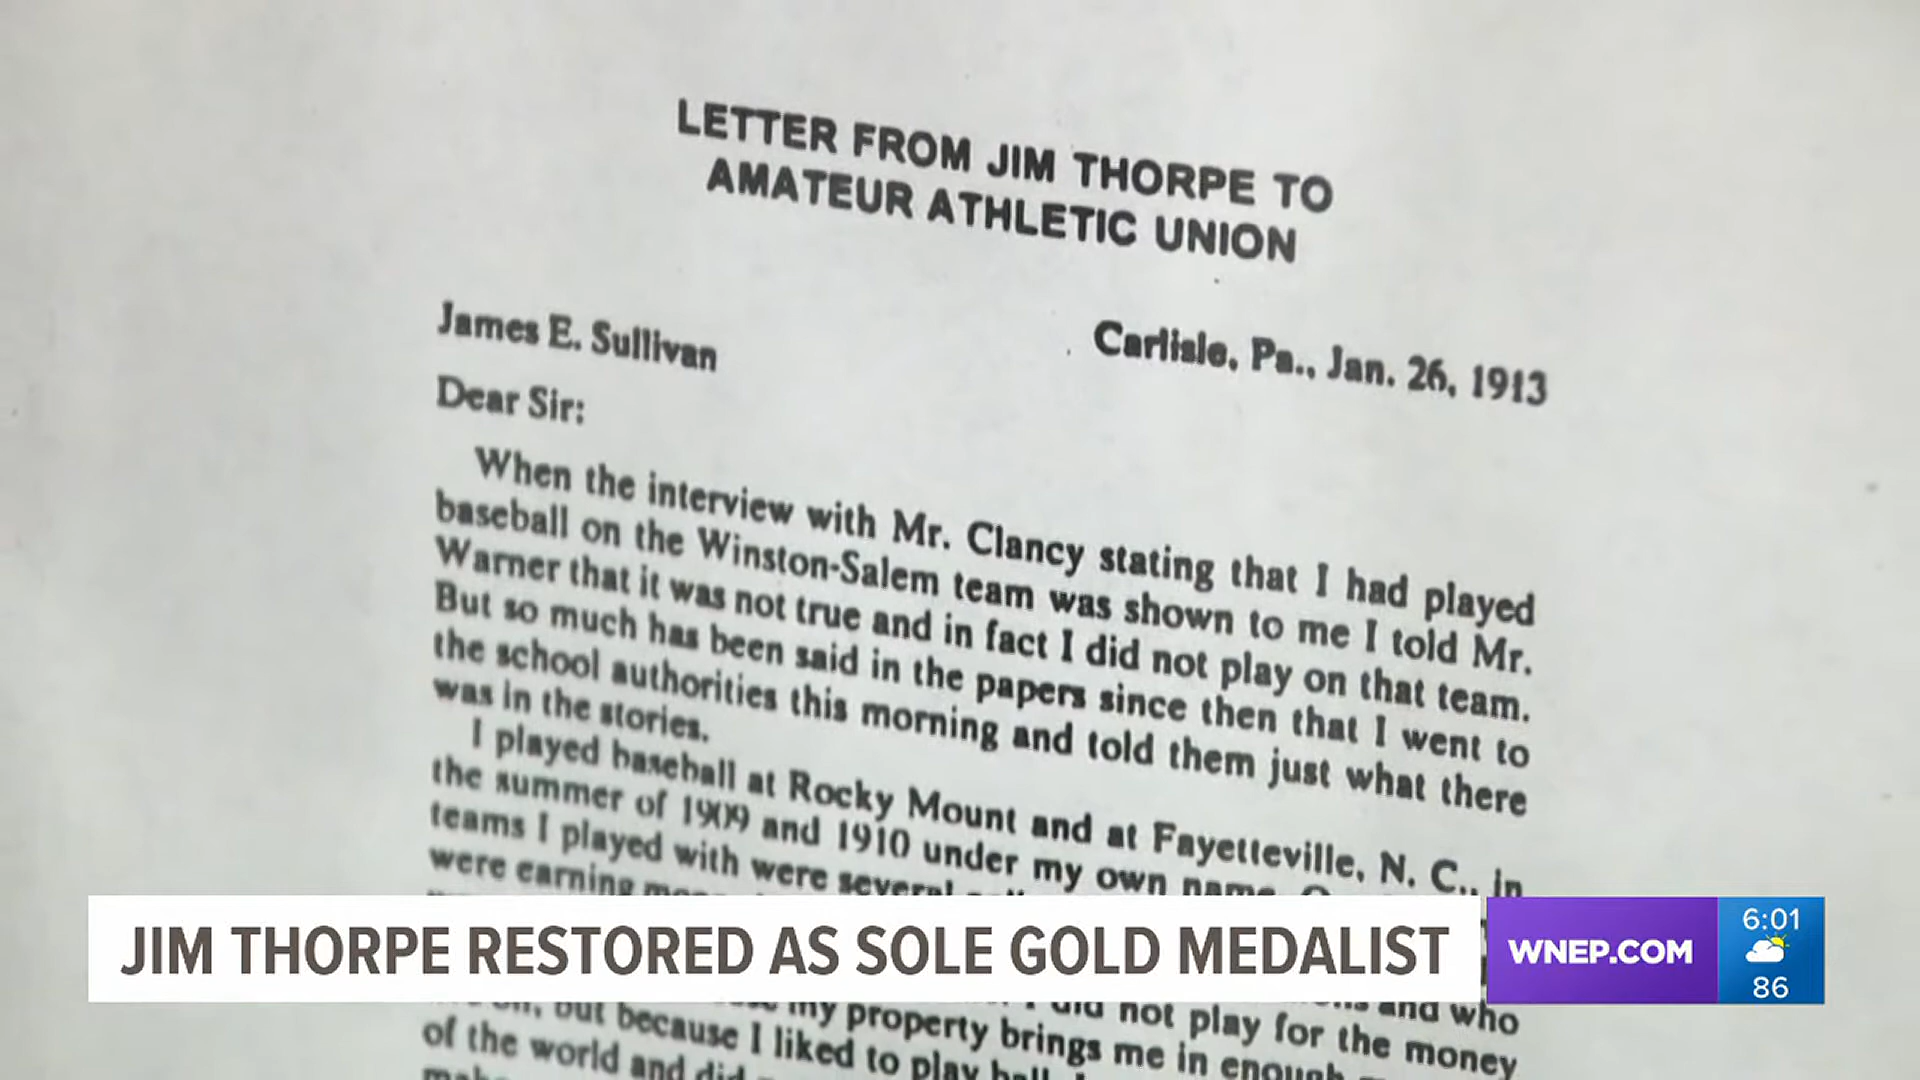 LETTER FROM JIM THORPE TO
AMATEUR ATHLETIC UNION
James E. Sullivan
Carlisle, Pa., Jan. 26, 1913
Dear Sir:
When the interview with Mr. Clancy stating that I had played
baseball on the Winston-Salem team was shown to me I told Mr.
Warner that it was not true and in fact I did not play on that team.
But so much has been said in the papers since then that I went to
the school authorities this morning and told them just what there
was in the stories.
I played baseball at Rocky Mount and at Fayetteville, N. C., in
the summer of 1909 and 1910 under my own name.
teams I played with were several
were earning
and who
my property brings me in enough
but because I liked to play ball
I did not play for the money
of the world and did
JIM THORPE RESTORED AS SOLE GOLD MEDALIST
WNEP.COM
6:01
86